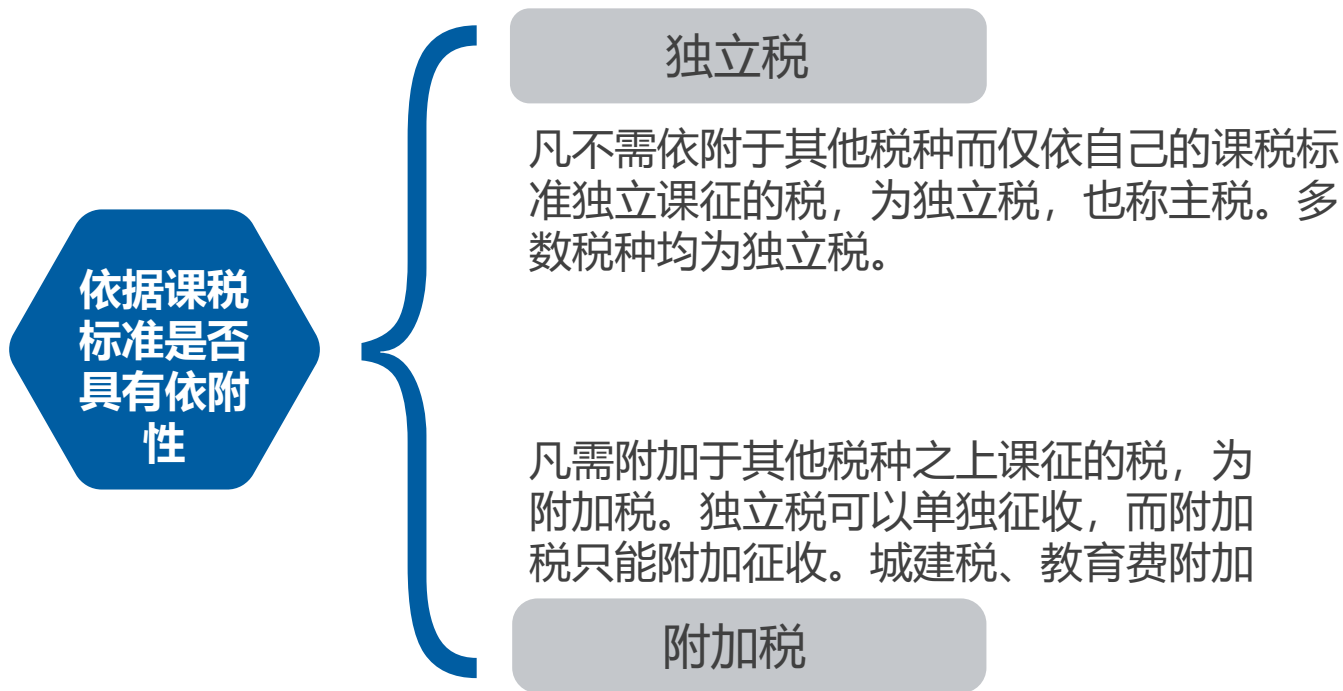 依据课税
标准是否
具有依附
性
独立税
凡不需依附于其他税种而仅依自己的课税标
准独立课征的税，为独立税，也称主税。多
数税种均为独立税。
凡需附加于其他税种之上课征的税，为
附加税。独立税可以单独征收，而附加
税只能附加征收。城建税、教育费附加
附加税